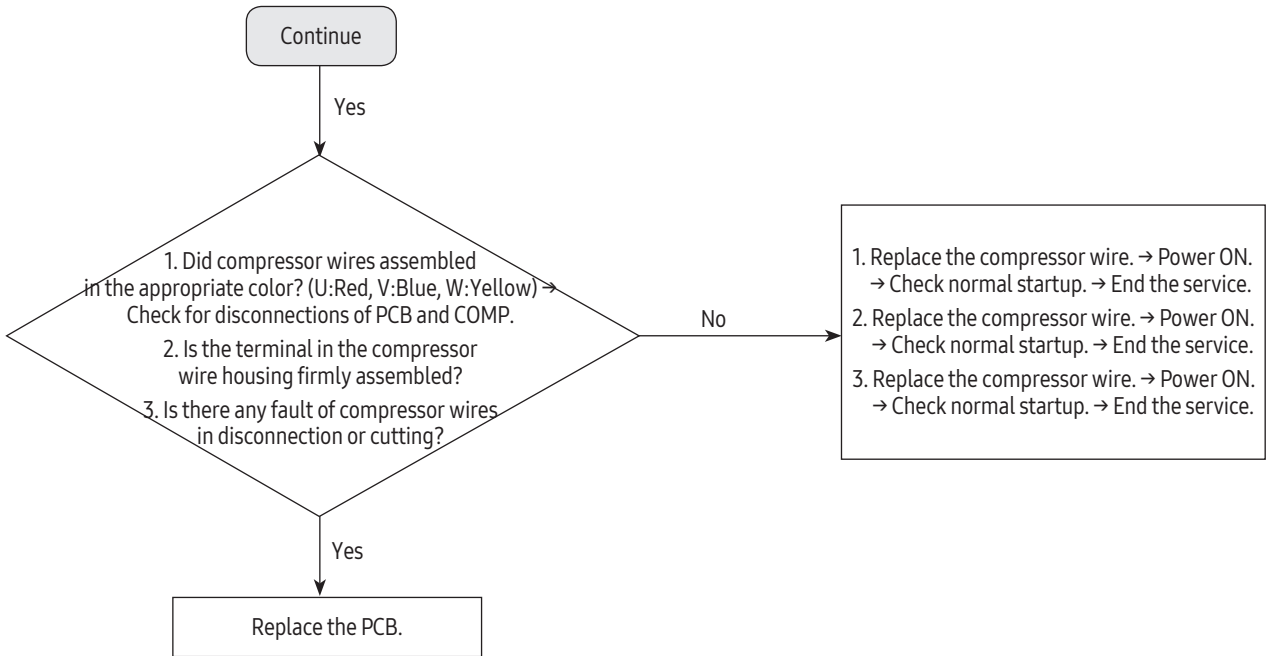 Continue
Yes
1. Did compressor wires assembled
in the appropriate color? (U:Red, V:Blue, W:Yellow) →
Check for disconnections of PCB and COMP.
2. Is the terminal in the compressor
wire housing firmly assembled?
3. Is there any fault of compressor wires
in disconnection or cutting?
No
1. Replace the compressor wire. → Power ON.
→ Check normal startup. → End the service.
2. Replace the compressor wire. → Power ON.
→ Check normal startup. → End the service.
3. Replace the compressor wire. → Power ON.
→ Check normal startup. → End the service.
Yes
Replace the PCB.